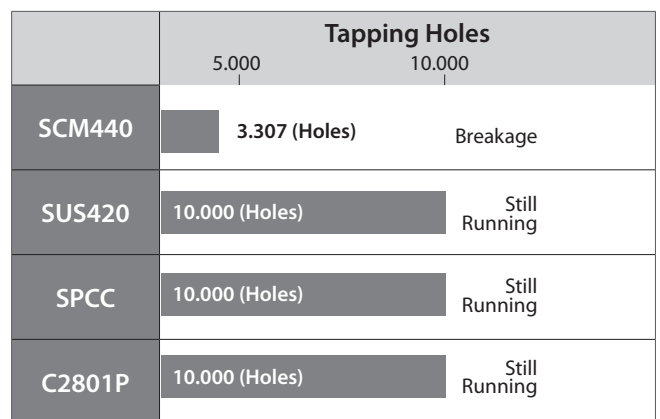 Tapping Holes
5.000 10.000
SCM440 3.307 (Holes) Breakage
SUS420 10.000 (Holes) Still
Running
SPCC 10.000 (Holes) Still
Running
C2801P 10.000 (Holes) Still
Running